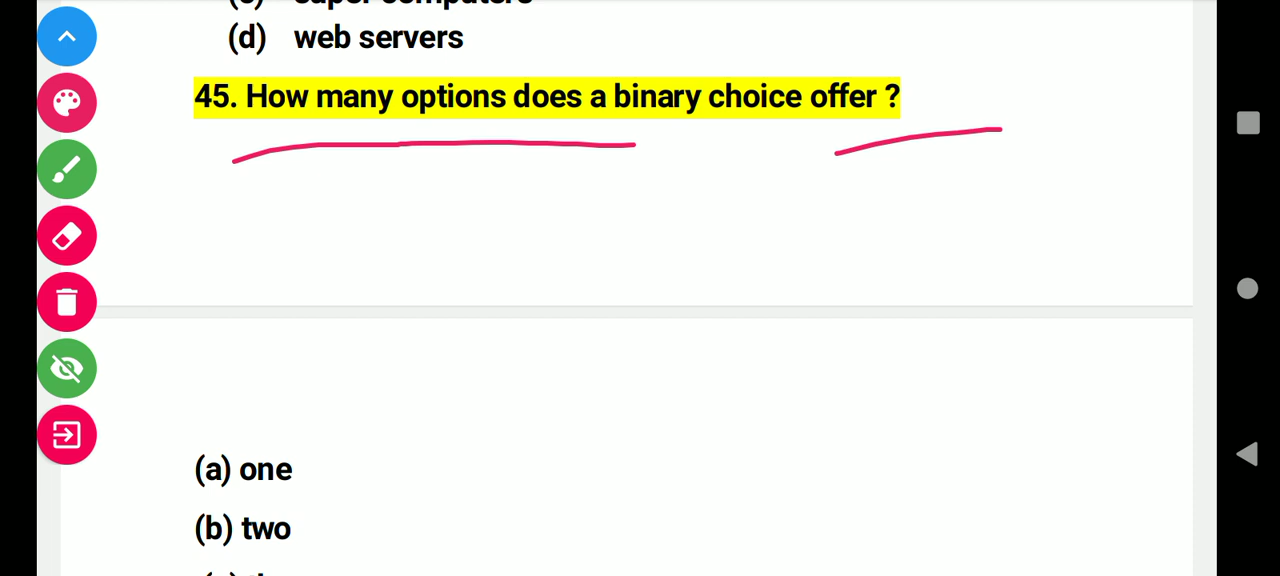 (d) web servers
45. How many options does a binary choice offer ?
(a) one
(b) two